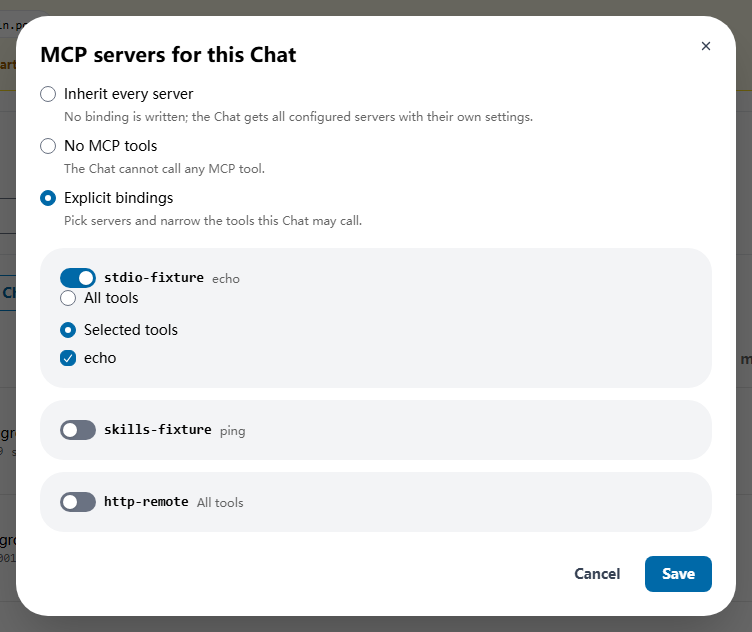 MCP servers for this Chat
Inherit every server
No binding is written; the Chat gets all configured servers with their own settings.
No MCP tools
The Chat cannot call any MCP tool.
Explicit bindings
Pick servers and narrow the tools this Chat may call.
stdio-fixture echo
All tools
Selected tools
echo
skills-fixture ping
http-remote All tools
Cancel Save